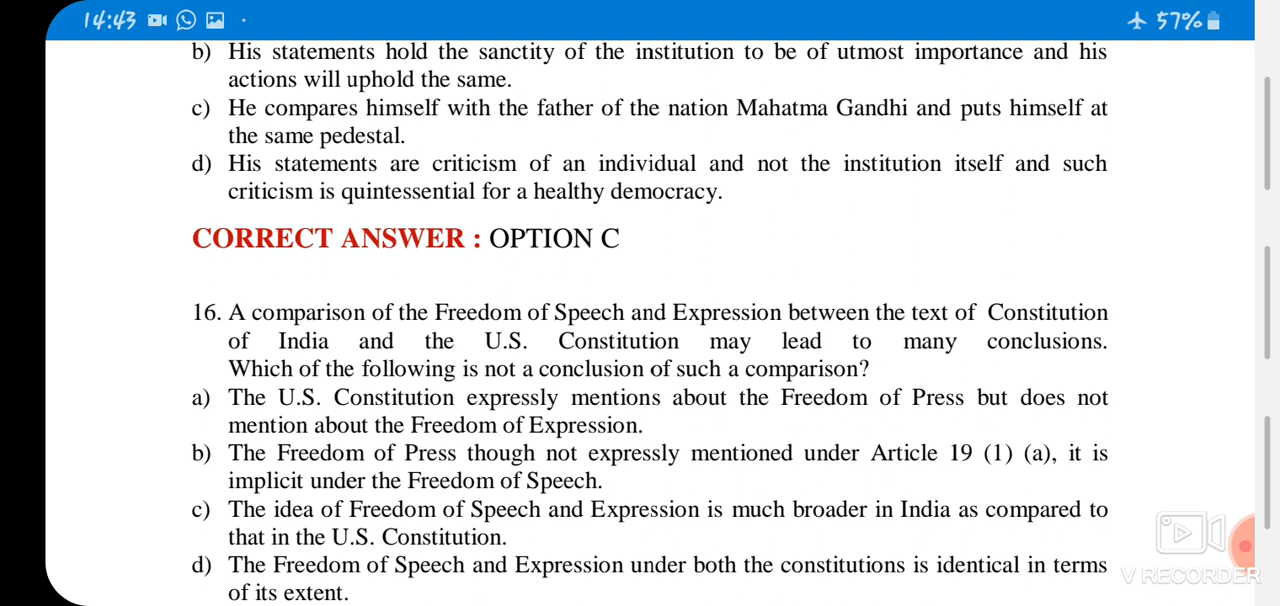 14:43
57%
b) His statements hold the sanctity of the institution to be of utmost importance and his
actions will uphold the same.
c) He compares himself with the father of the nation Mahatma Gandhi and puts himself at
the same pedestal.
d) His statements are criticism of an individual and not the institution itself and such
criticism is quintessential for a healthy democracy.
CORRECT ANSWER : OPTION C
16. A comparison of the Freedom of Speech and Expression between the text of Constitution
of India and the U.S. Constitution may lead to many conclusions.
Which of the following is not a conclusion of such a comparison?
a) The U.S. Constitution expressly mentions about the Freedom of Press but does not
mention about the Freedom of Expression.
b) The Freedom of Press though not expressly mentioned under Article 19 (1) (a), it is
implicit under the Freedom of Speech.
c) The idea of Freedom of Speech and Expression is much broader in India as compared to
that in the U.S. Constitution.
d) The Freedom of Speech and Expression under both the constitutions is identical in terms
of its extent.
V RECORDER